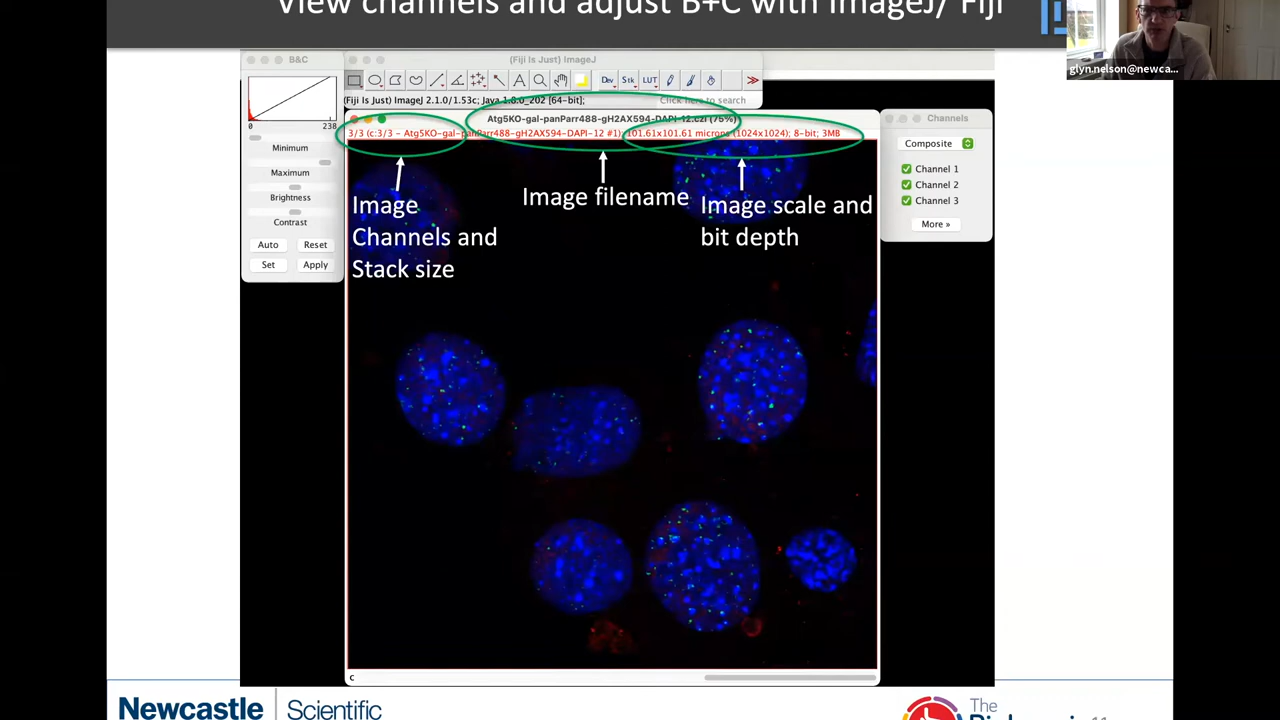 View channels and adjust B+C with ImageJ/ Fiji
glyn.nelson@newca...
B&C
(Fiji Is Just) ImageJ
Dev Stk LUT
(Fiji Is Just) ImageJ 2.1.0/1.53c; Java 1.8.0_202 [64-bit];
Click here to search
Atg5KO-gal-panParr488-gH2AX594-DAPI-12.czi (75%)
3/3 (c:3/3 - Atg5KO-gal-panParr488-gH2AX594-DAPI-12 #1); 101.61x101.61 microns (1024x1024); 8-bit; 3MB
0 238
Minimum
Maximum
Brightness
Contrast
Auto Reset
Set Apply
Channels
Composite
Channel 1
Channel 2
Channel 3
More »
Image
Channels and
Stack size
Image filename
Image scale and
bit depth
c
Newcastle
Scientific
The